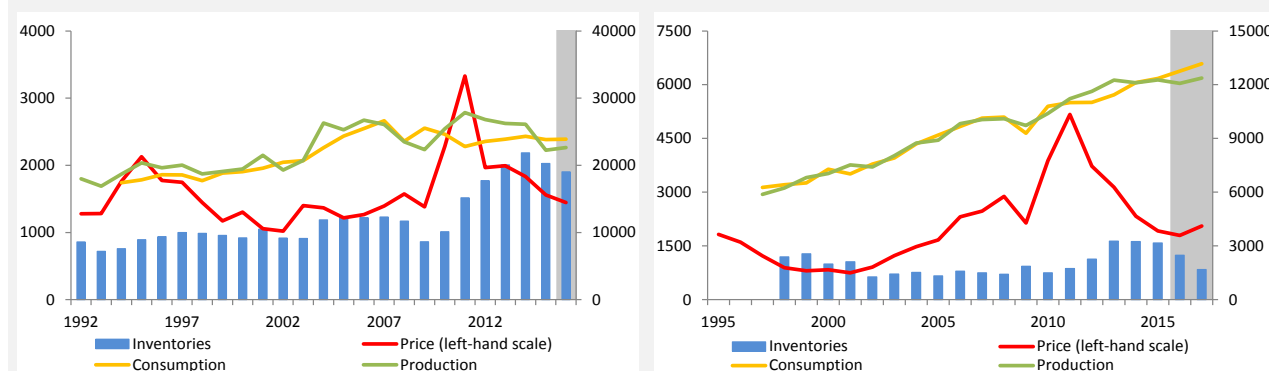 4000 40000 7500 15000
3000 30000 6000 12000
4500 9000
2000 20000
3000 6000
1000 10000
1500 3000
0 0 0 0
1992 1997 2002 2007 2012 1995 2000 2005 2010 2015
Inventories Price (left-hand scale) Inventories Price (left-hand scale)
Consumption Production Consumption Production